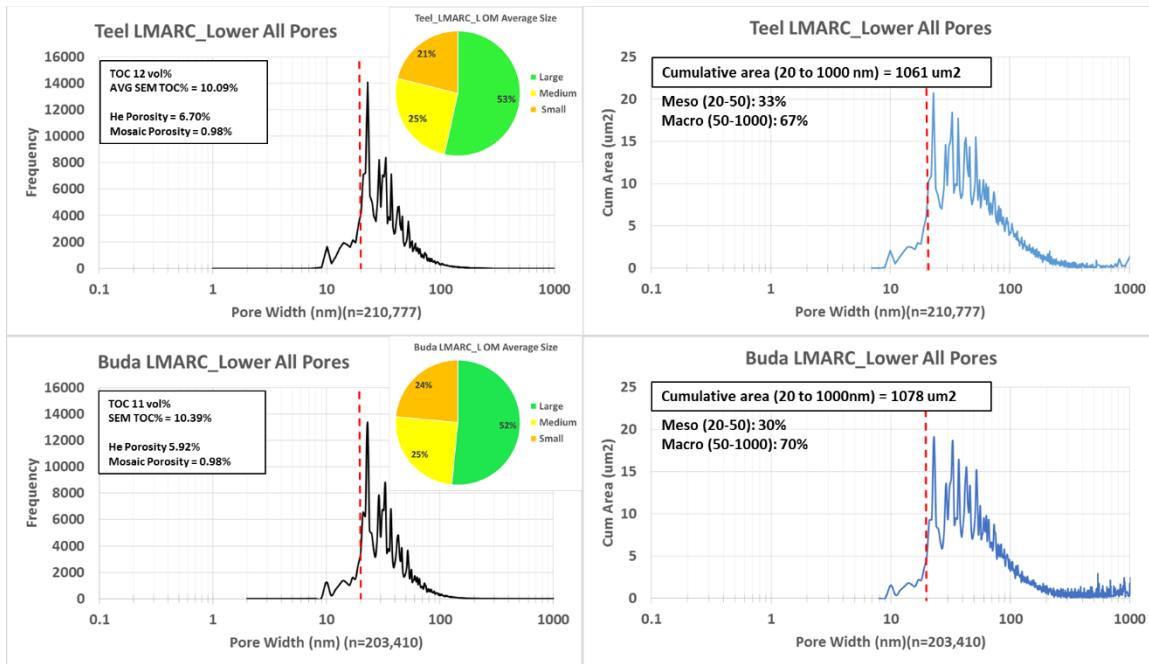 Teel LMARC_Lower All Pores
Teel_LMARC_L OM Average Size
TOC 12 vol%
AVG SEM TOC% = 10.09%
He Porosity = 6.70%
Mosaic Porosity = 0.98%
21%
25%
53%
Large
Medium
Small
Frequency
16000
14000
12000
10000
8000
6000
4000
2000
0
0.1
1
10
100
1000
Pore Width (nm)(n=210,777)
Teel LMARC_Lower All Pores
Cumulative area (20 to 1000 nm) = 1061 um2
Meso (20-50): 33%
Macro (50-1000): 67%
Cum Area (um2)
25
20
15
10
5
0
0.1
1
10
100
1000
Pore Width (nm)(n=210,777)
Buda LMARC_Lower All Pores
Buda LMARC_L OM Average Size
TOC 11 vol%
SEM TOC% = 10.39%
He Porosity 5.92%
Mosaic Porosity = 0.98%
24%
25%
52%
Large
Medium
Small
Frequency
16000
14000
12000
10000
8000
6000
4000
2000
0
0.1
1
10
100
1000
Pore Width (nm) (n=203,410)
Buda LMARC_Lower All Pores
Cumulative area (20 to 1000nm) = 1078 um2
Meso (20-50): 30%
Macro (50-1000): 70%
Cum Area (um2)
25
20
15
10
5
0
0.1
1
10
100
1000
Pore Width (nm)(n=203,410)